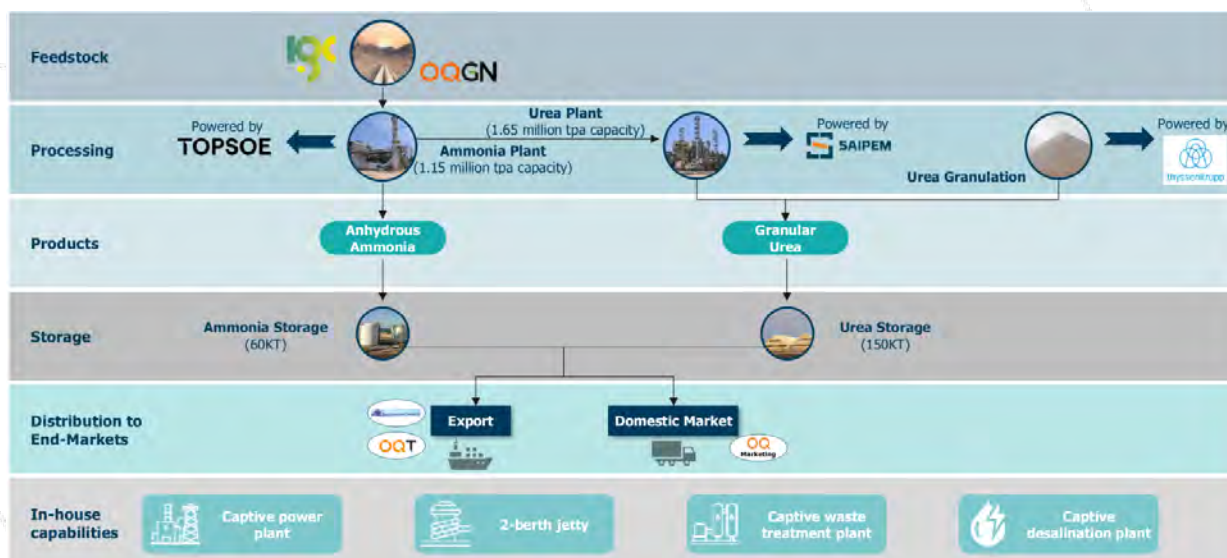 Feedstock
igc
OQGN
Processing
Powered by
TOPSOE
Urea Plant
(1.65 million tpa capacity)
Ammonia Plant
(1.15 million tpa capacity)
Powered by
SAIPEM
Urea Granulation
Powered by
thyssenkrupp
Products
Anhydrous
Ammonia
Granular
Urea
Storage
Ammonia Storage
(60KT)
Urea Storage
(150KT)
Distribution to
End-Markets
OQT
Export
Domestic Market
OQ
Marketing
In-house
capabilities
Captive power
plant
2-berth jetty
Captive waste
treatment plant
Captive
desalination plant